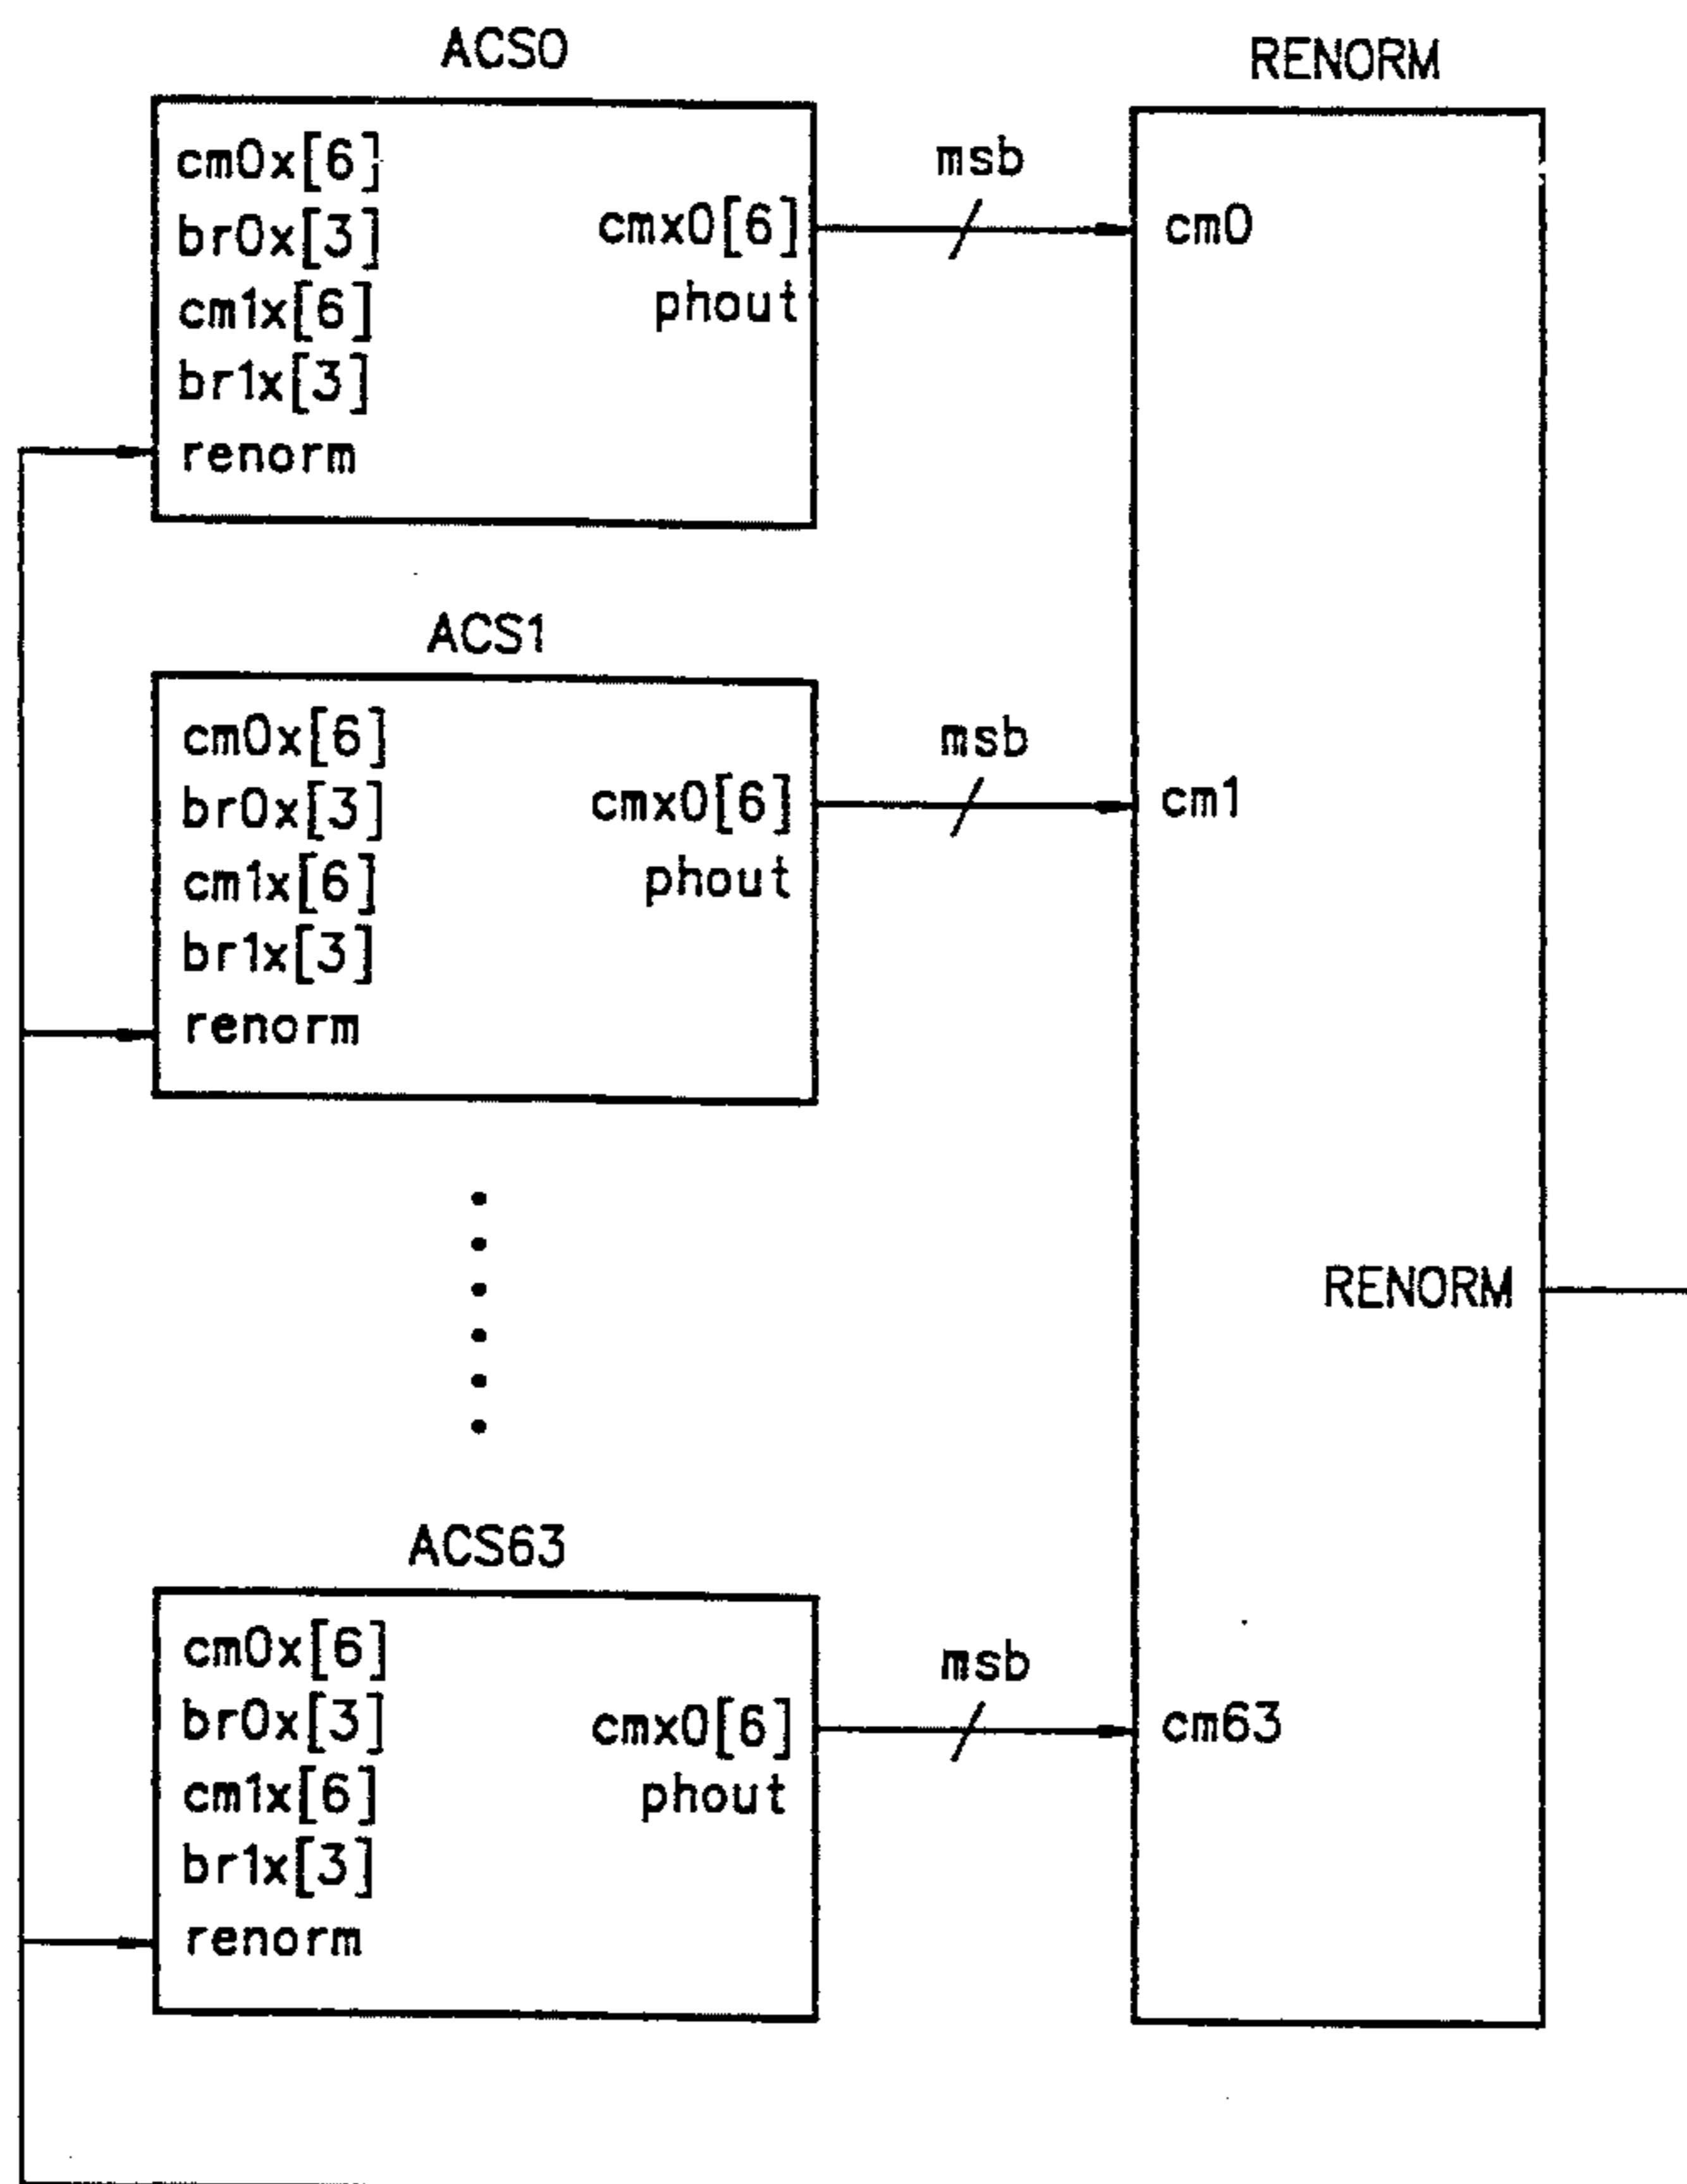 ACS0
cm0x[6]
br0x[3]
cm1x[6]
br1x[3]
renorm
cmx0[6]
phout
msb
RENORM
cm0
ACS1
cm0x[6]
br0x[3]
cm1x[6]
br1x[3]
renorm
cmx0[6]
phout
msb
cm1
RENORM
ACS63
cm0x[6]
br0x[3]
cm1x[6]
br1x[3]
renorm
cmx0[6]
phout
msb
cm63